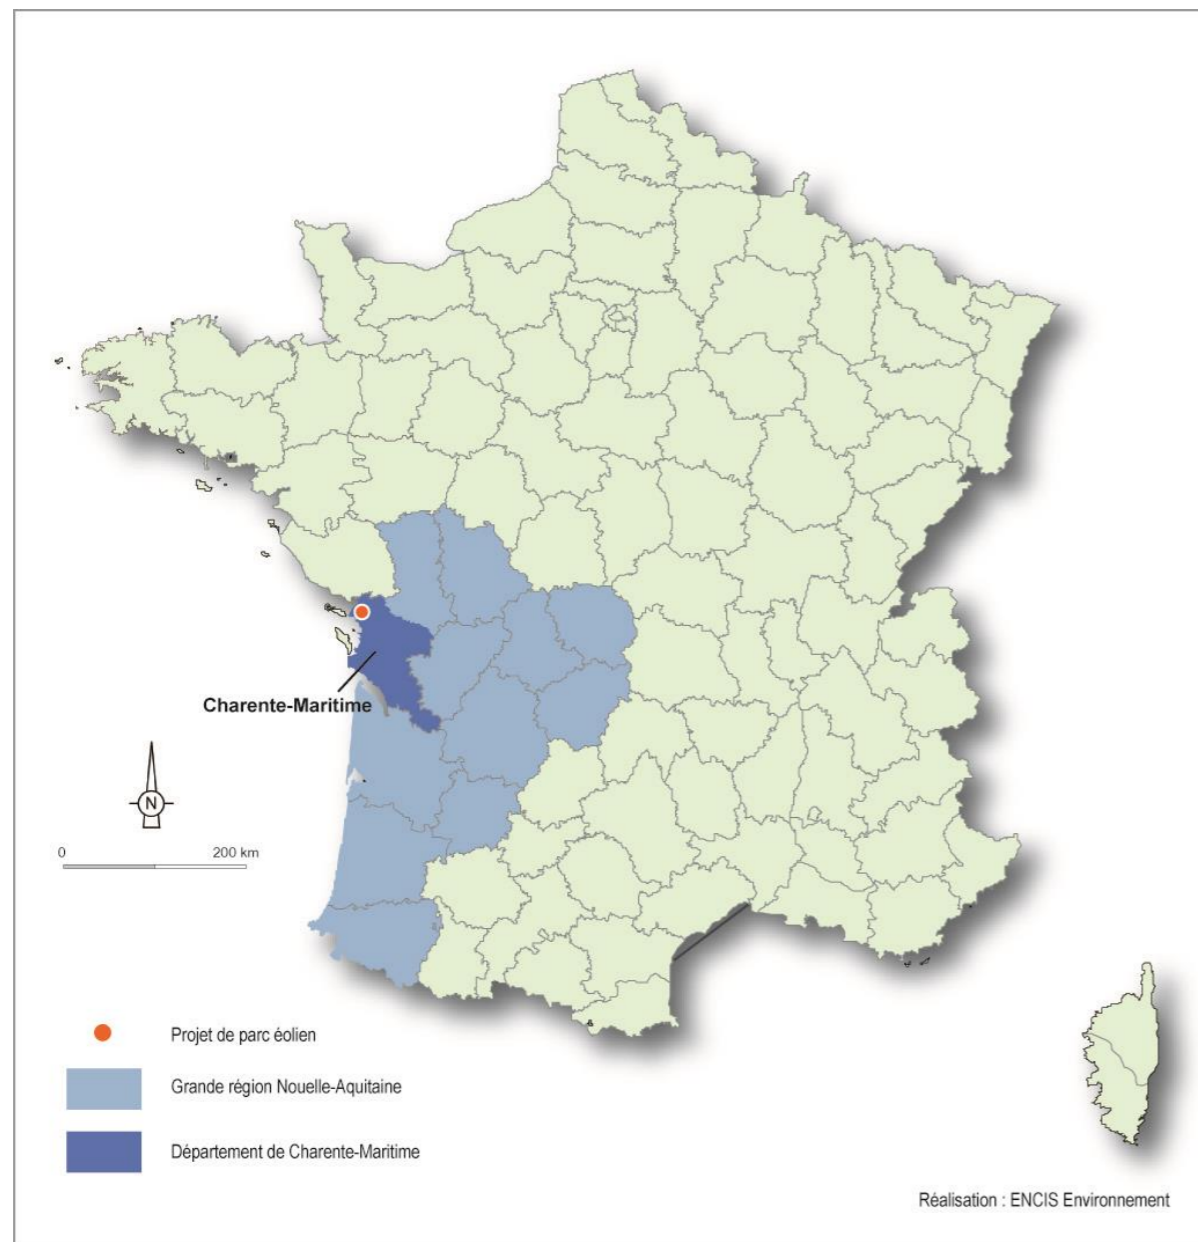 Charente-Maritime
N
0 200 km
Projet de parc éolien
Grande région Nouelle-Aquitaine
Département de Charente-Maritime
Réalisation : ENCIS Environnement